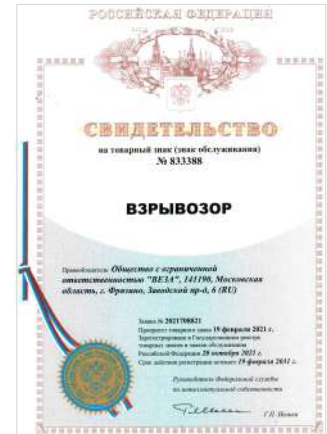 РОССИЙСКАЯ ФЕДЕРАЦИЯ
СВИДЕТЕЛЬСТВО
на товарный знак (знак обслуживания)
№ 833388
ВЗРЫВОЗОР
Правообладатель: Общество с ограниченной
ответственностью "ВЕЗА", 141190, Московская
область, г. Фрязино, Заводской пр-д, 6 (RU)
Заявка № 2021708821
Приоритет товарного знака 19 февраля 2021 г.
Зарегистрировано в Государственном реестре
товарных знаков и знаков обслуживания
Российской Федерации 20 октября 2021 г.
Срок действия регистрации истекает 19 февраля 2031 г.
Руководитель Федеральной службы
по интеллектуальной собственности
Г.П. Ивлиев